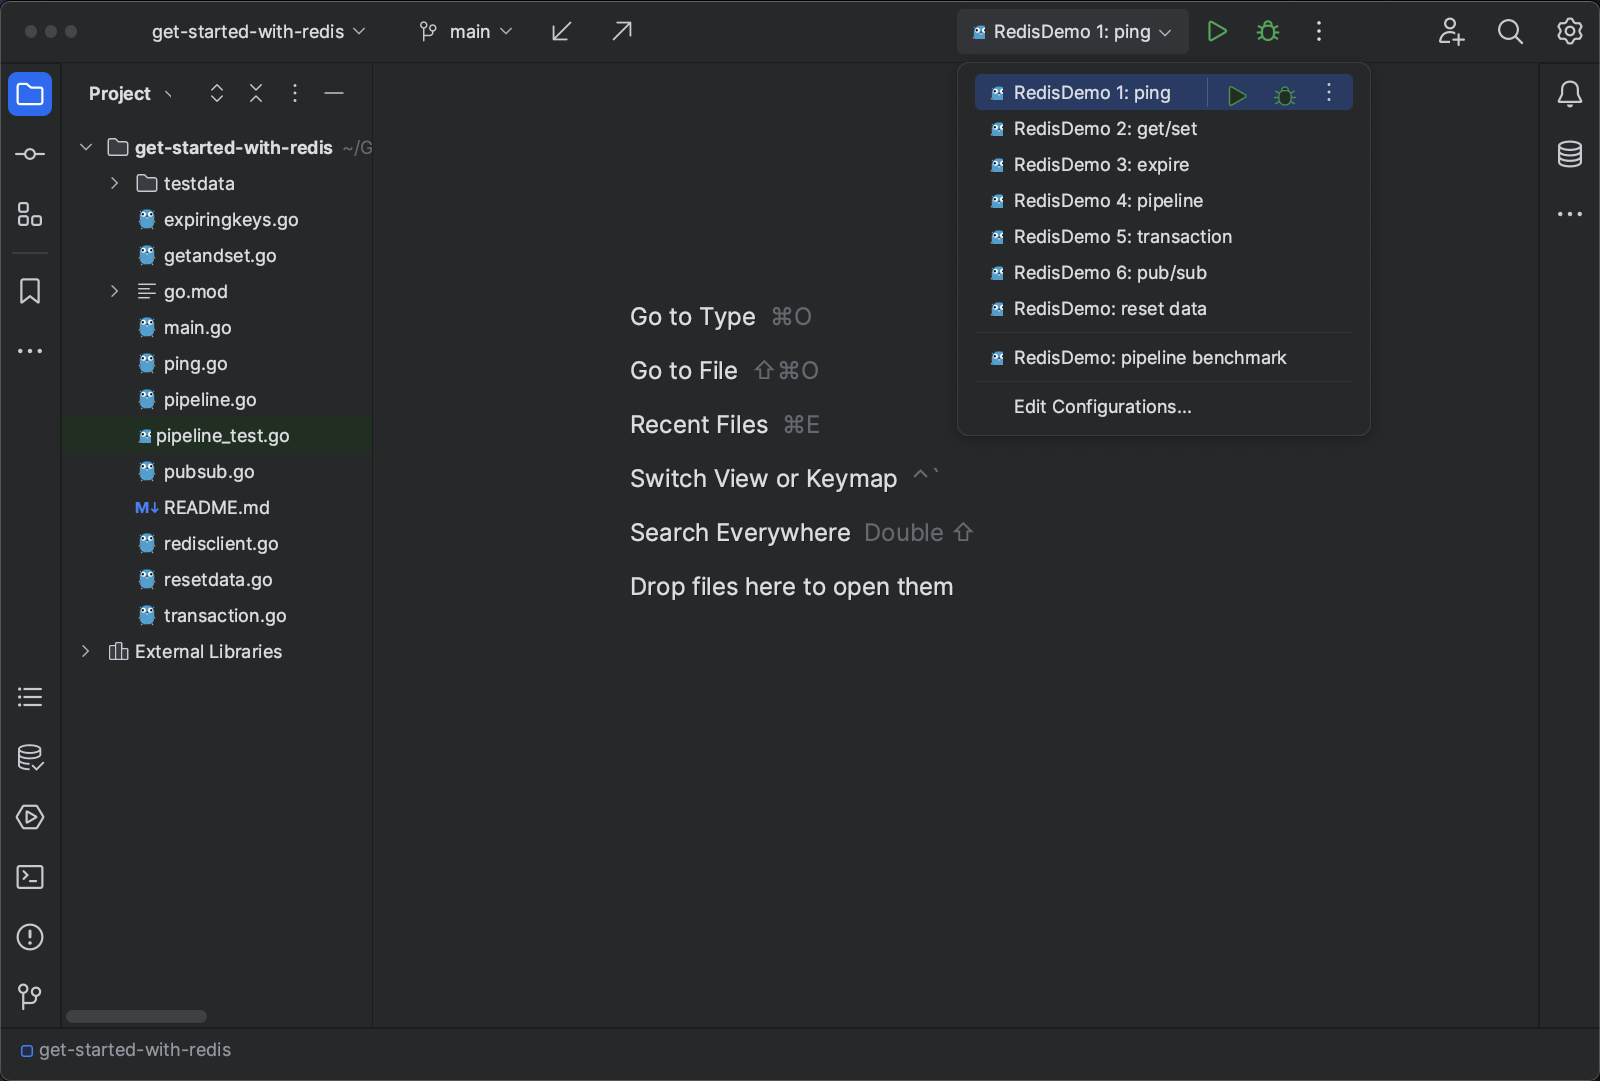 get-started-with-redis
main
RedisDemo 1: ping
Project
get-started-with-redis ~/G
testdata
expiringkeys.go
getandset.go
go.mod
main.go
ping.go
pipeline.go
pipeline_test.go
pubsub.go
M↓ README.md
redisclient.go
resetdata.go
transaction.go
External Libraries
Go to Type ⌘O
Go to File ⇧⌘O
Recent Files ⌘E
Switch View or Keymap ^`
Search Everywhere Double ⇧
Drop files here to open them
RedisDemo 1: ping
RedisDemo 2: get/set
RedisDemo 3: expire
RedisDemo 4: pipeline
RedisDemo 5: transaction
RedisDemo 6: pub/sub
RedisDemo: reset data
RedisDemo: pipeline benchmark
Edit Configurations...
get-started-with-redis